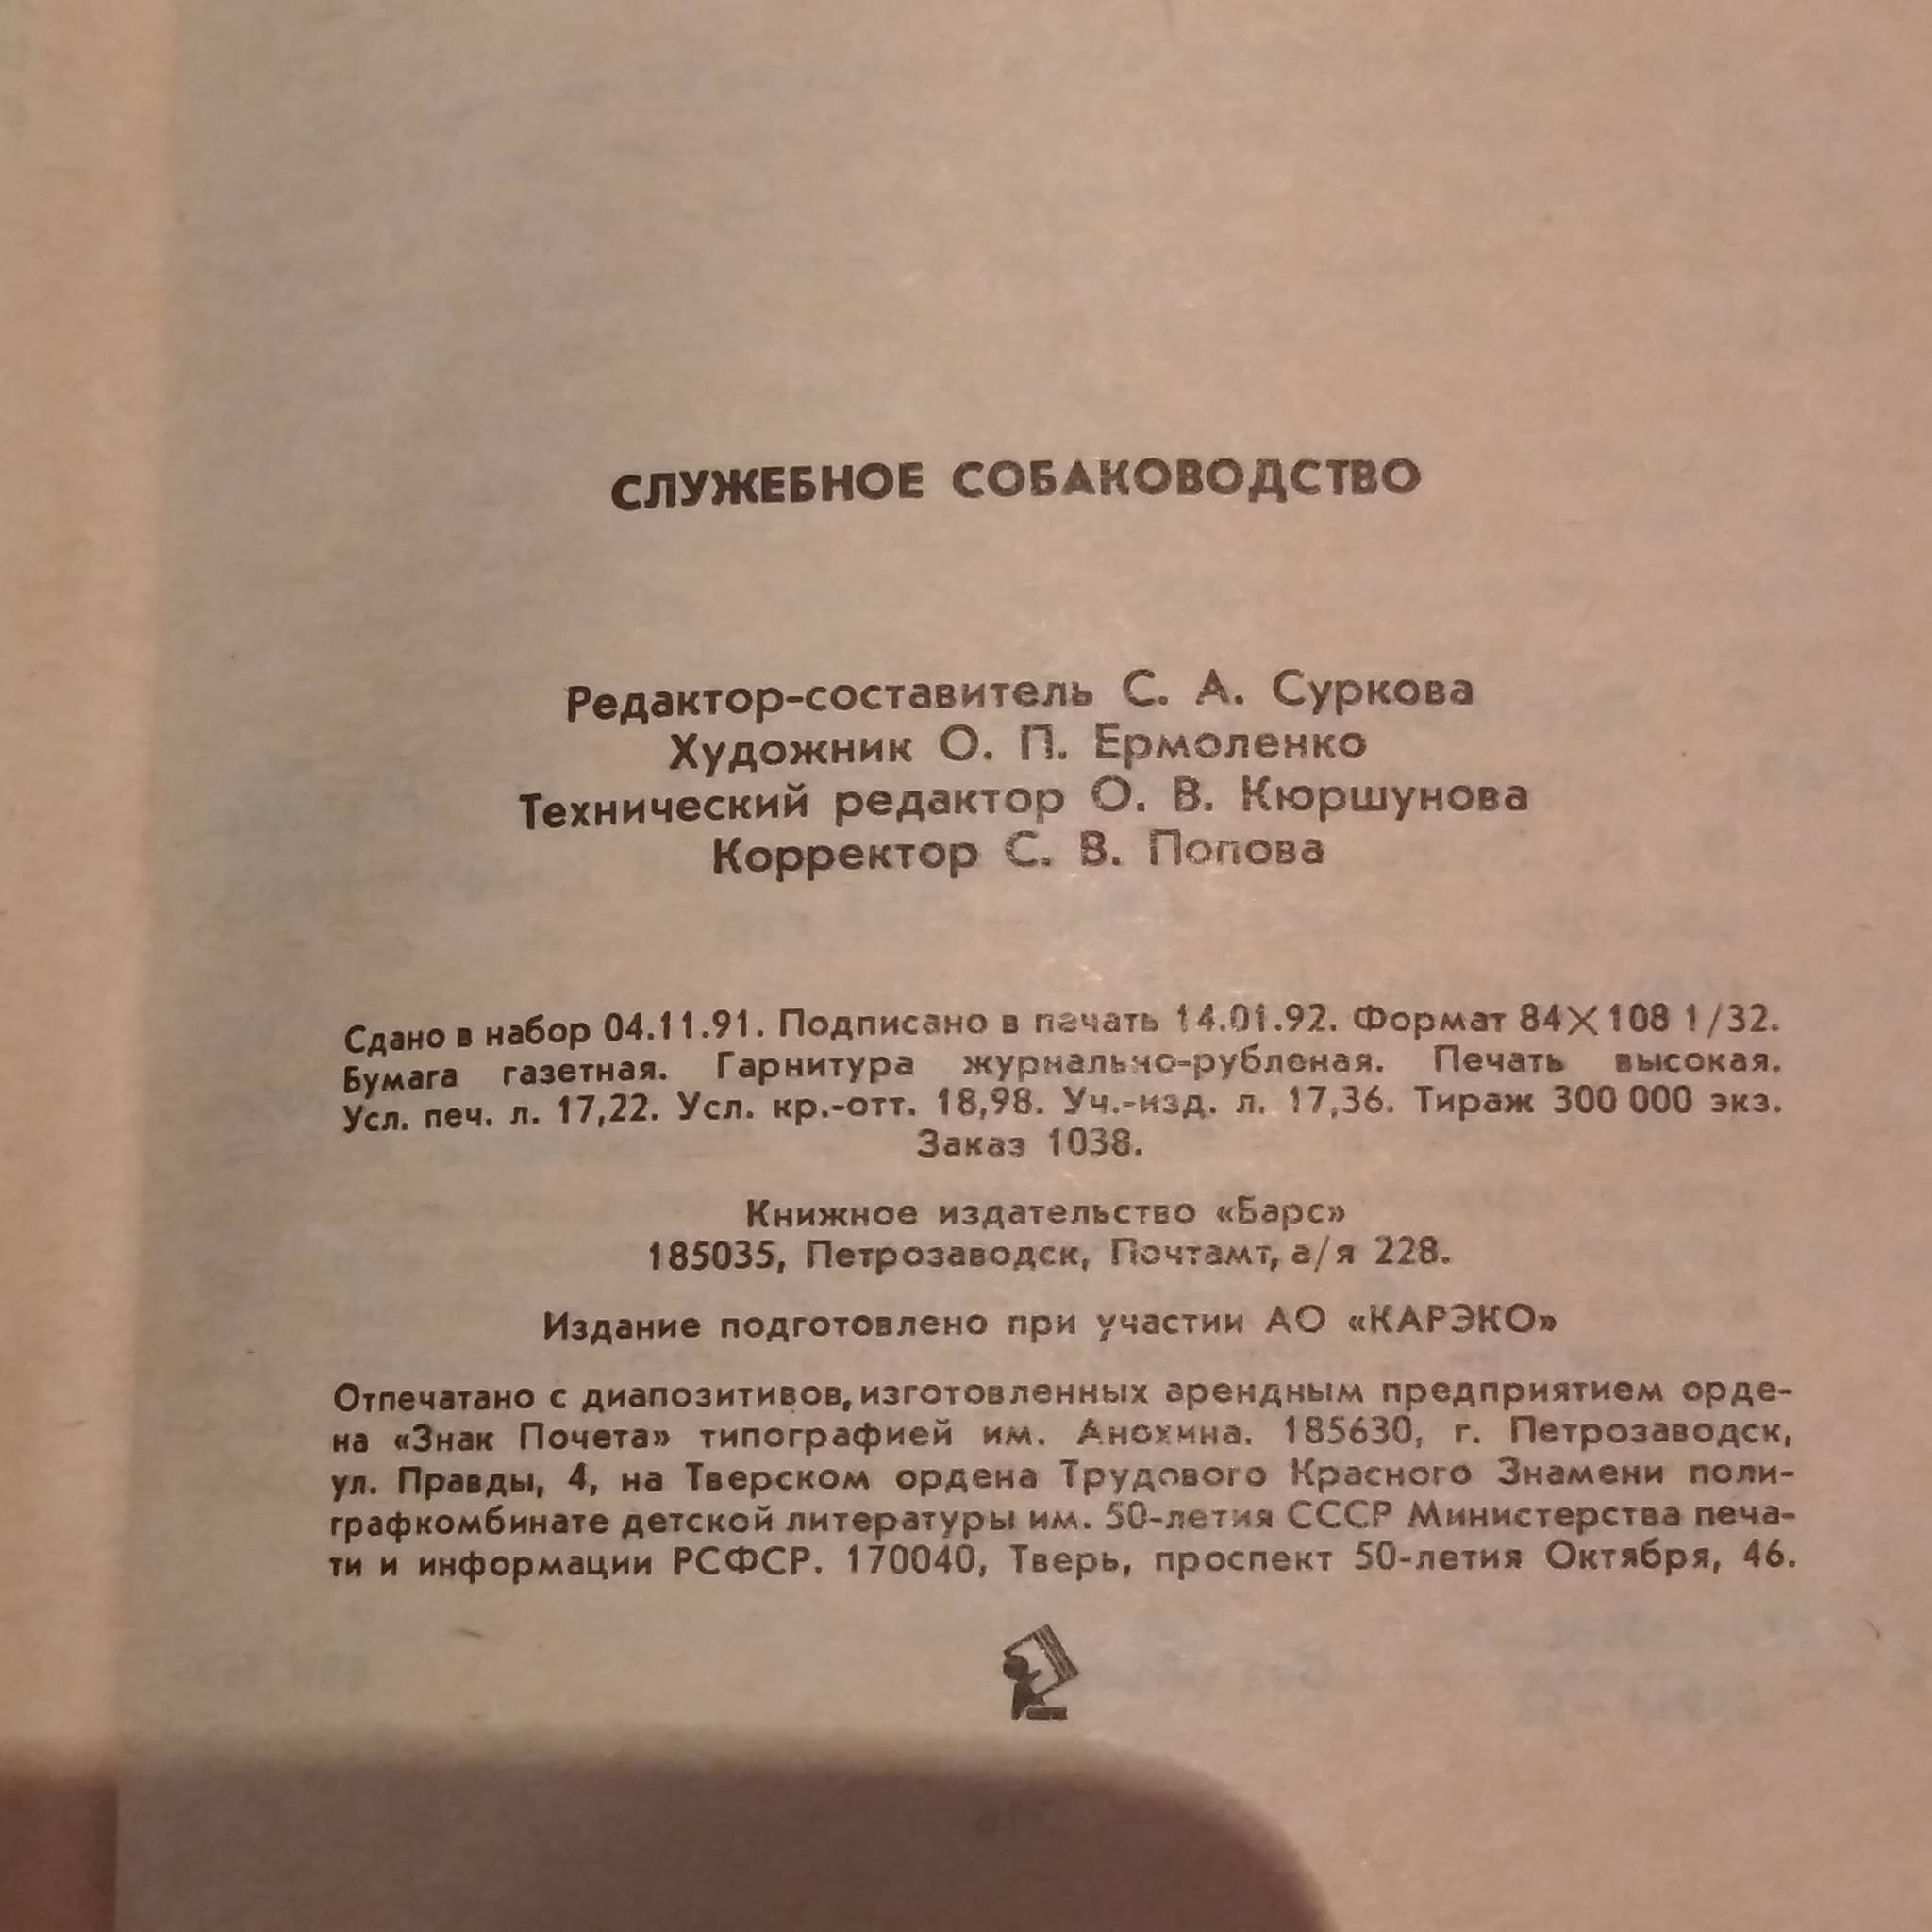 СЛУЖЕБНОЕ СОБАКОВОДСТВО
Редактор-составитель С. А. Суркова
Художник О. П. Ермоленко
Технический редактор О. В. Кюршунова
Корректор С. В. Попова
Сдано в набор 04.11.91. Подписано в печать 14.01.92. Формат 84×108 1/32.
Бумага газетная. Гарнитура журнально-рубленая. Печать высокая.
Усл. печ. л. 17,22. Усл. кр.-отт. 18,98. Уч.-изд. л. 17,36. Тираж 300 000 экз.
Заказ 1038.
Книжное издательство «Барс»
185035, Петрозаводск, Почтамт, а/я 228.
Издание подготовлено при участии АО «КАРЭКО»
Отпечатано с диапозитивов, изготовленных арендным предприятием орде-
на «Знак Почета» типографией им. Анохина. 185630, г. Петрозаводск,
ул. Правды, 4, на Тверском ордена Трудового Красного Знамени поли-
графкомбинате детской литературы им. 50-летия СССР Министерства печа-
ти и информации РСФСР. 170040, Тверь, проспект 50-летия Октября, 46.